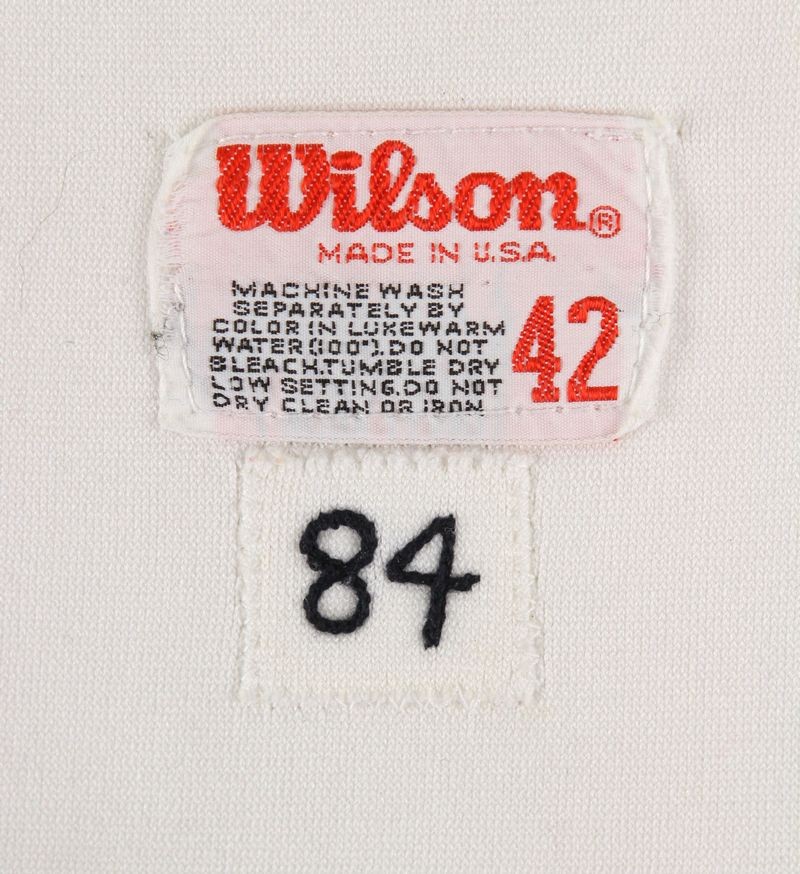 Wilson®
MADE IN U.S.A.
MACHINE WASH
SEPARATELY BY
COLOR IN LUKEWARM
WATER (100°). DO NOT
BLEACH. TUMBLE DRY
LOW SETTING. DO NOT
DRY CLEAN OR IRON
42
84